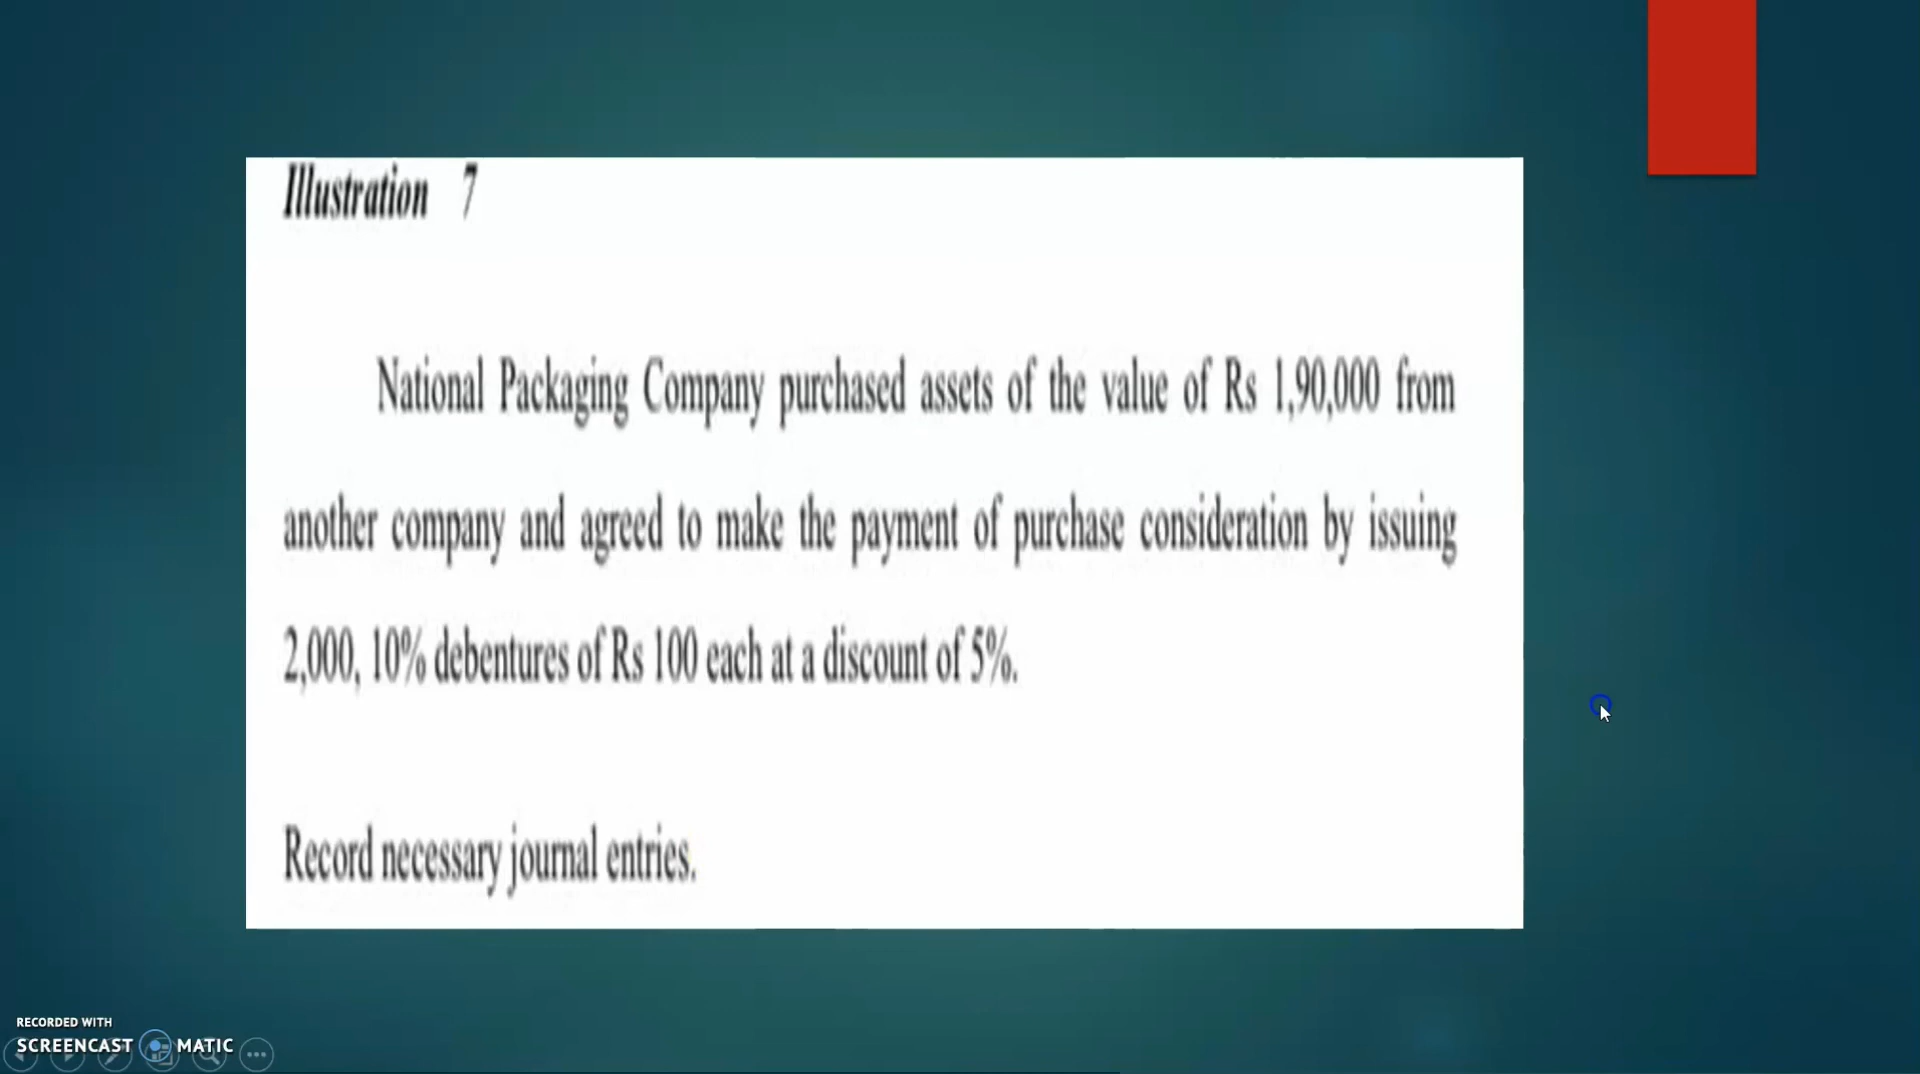 Illustration 7
National Packaging Company purchased assets of the value of Rs 1,90,000 from
another company and agreed to make the payment of purchase consideration by issuing
2,000, 10% debentures of Rs 100 each at a discount of 5%.
Record necessary journal entries.
RECORDED WITH
SCREENCAST MATIC